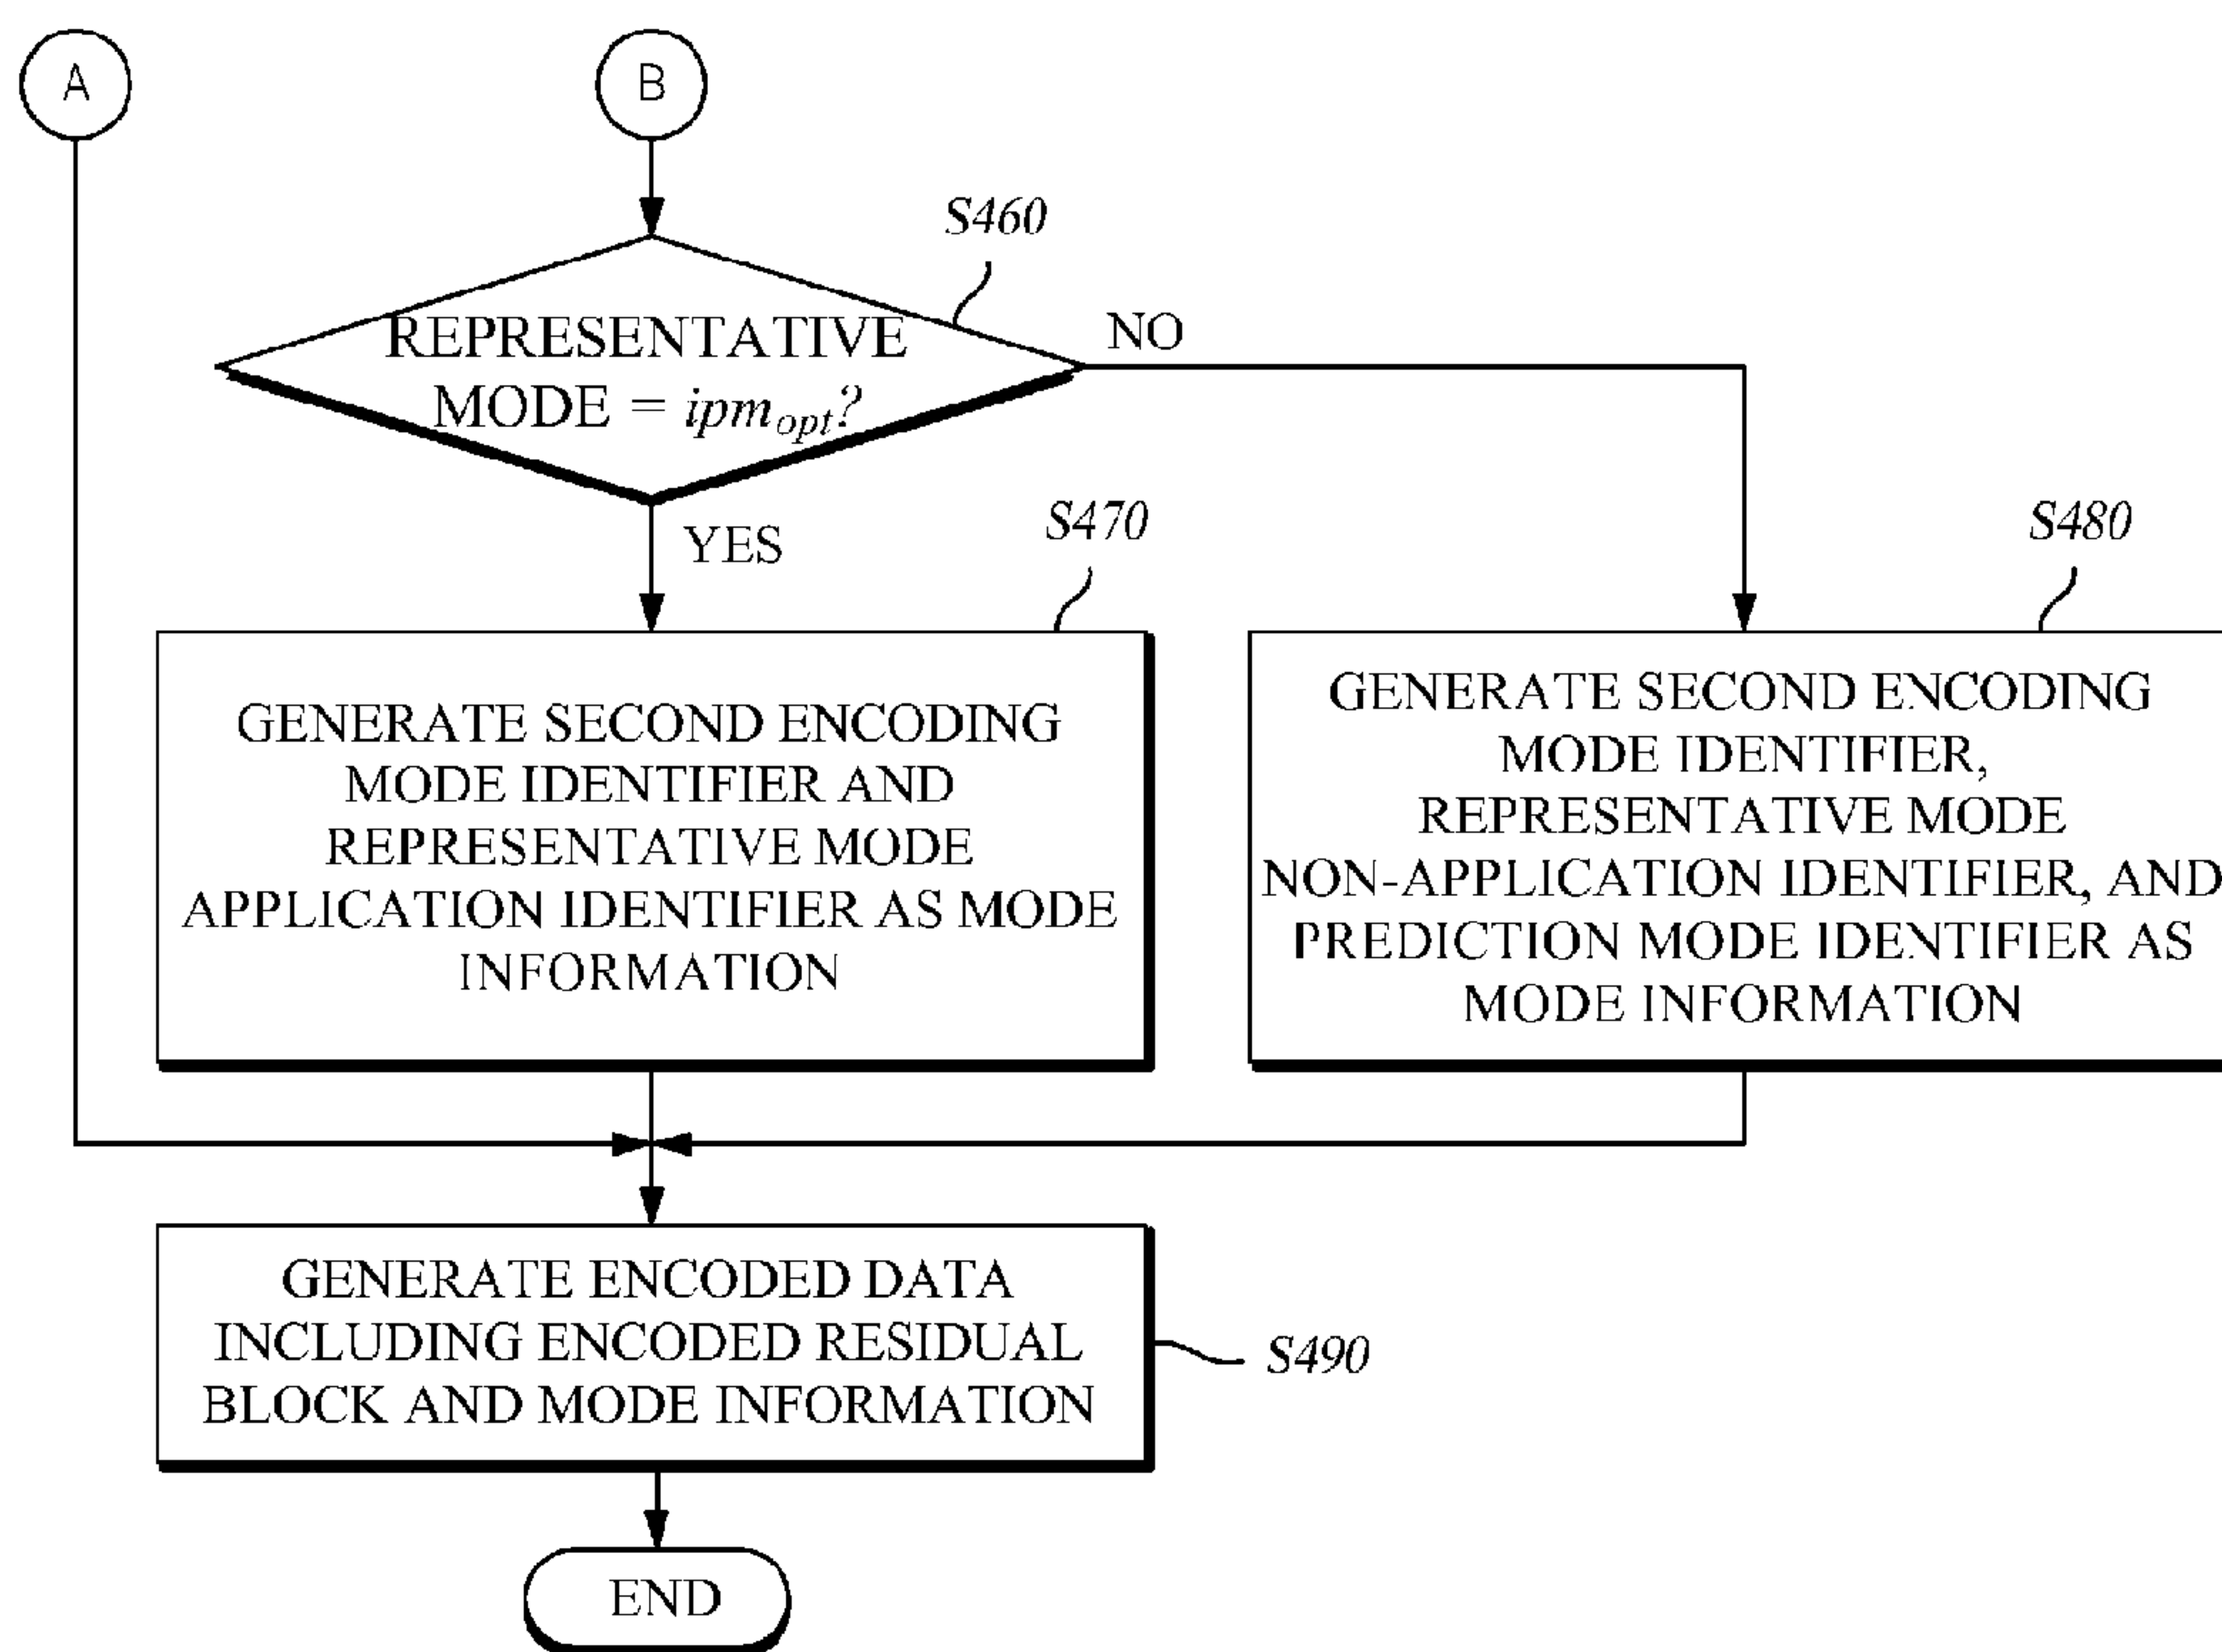 A
B
S460
REPRESENTATIVE
MODE = ipm_opt?
NO
YES
S470
S480
GENERATE SECOND ENCODING
MODE IDENTIFIER AND
REPRESENTATIVE MODE
APPLICATION IDENTIFIER AS MODE
INFORMATION
GENERATE SECOND ENCODING
MODE IDENTIFIER,
REPRESENTATIVE MODE
NON-APPLICATION IDENTIFIER, AND
PREDICTION MODE IDENTIFIER AS
MODE INFORMATION
GENERATE ENCODED DATA
INCLUDING ENCODED RESIDUAL
BLOCK AND MODE INFORMATION
S490
END